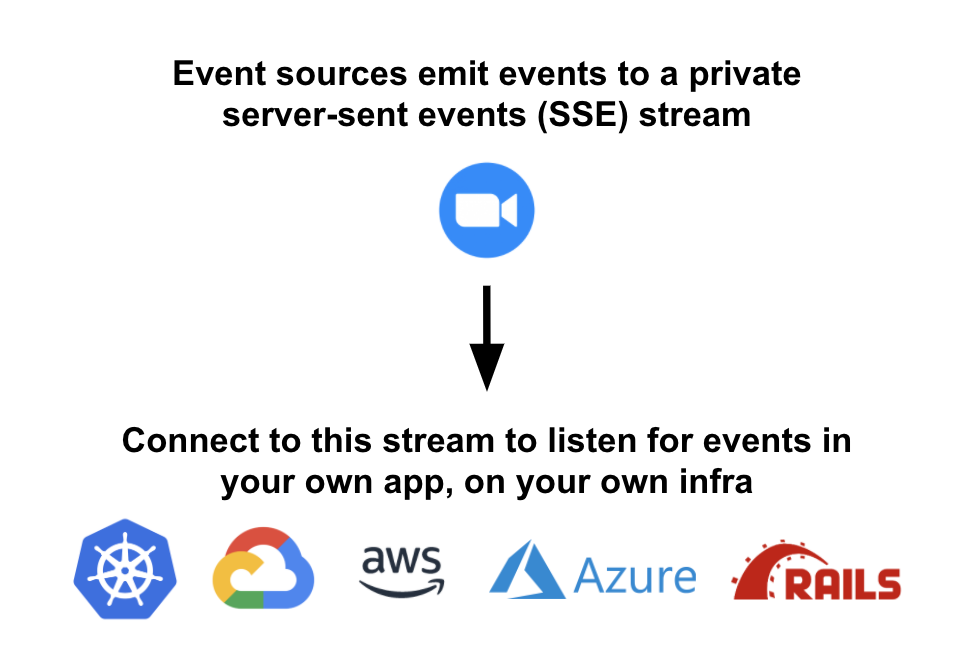 Event sources emit events to a private
server-sent events (SSE) stream
Connect to this stream to listen for events in
your own app, on your own infra
aws
Azure
RAILS